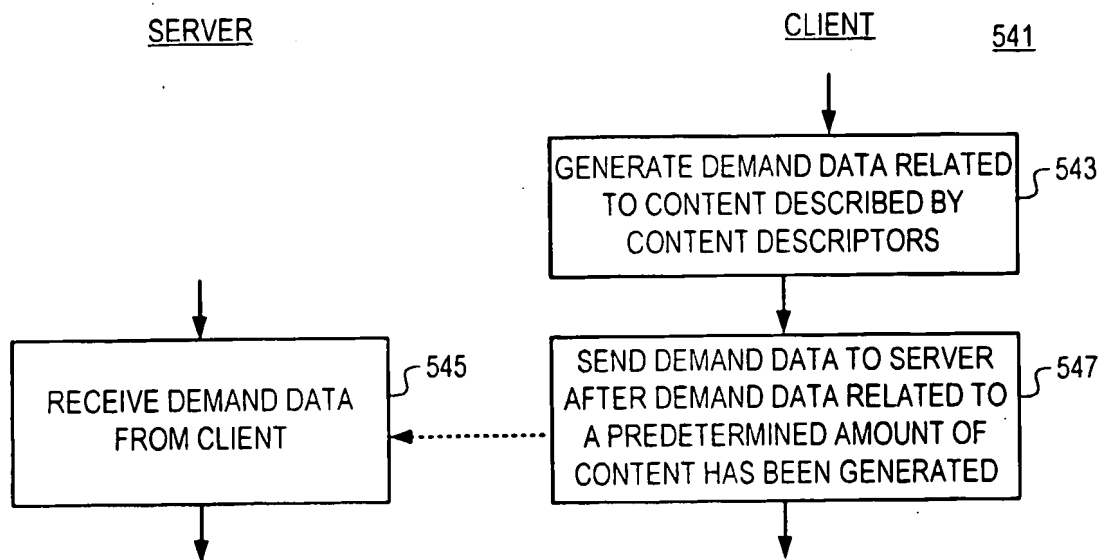 SERVER
CLIENT
541
GENERATE DEMAND DATA RELATED
TO CONTENT DESCRIBED BY
CONTENT DESCRIPTORS
543
RECEIVE DEMAND DATA
FROM CLIENT
545
SEND DEMAND DATA TO SERVER
AFTER DEMAND DATA RELATED TO
A PREDETERMINED AMOUNT OF
CONTENT HAS BEEN GENERATED
547